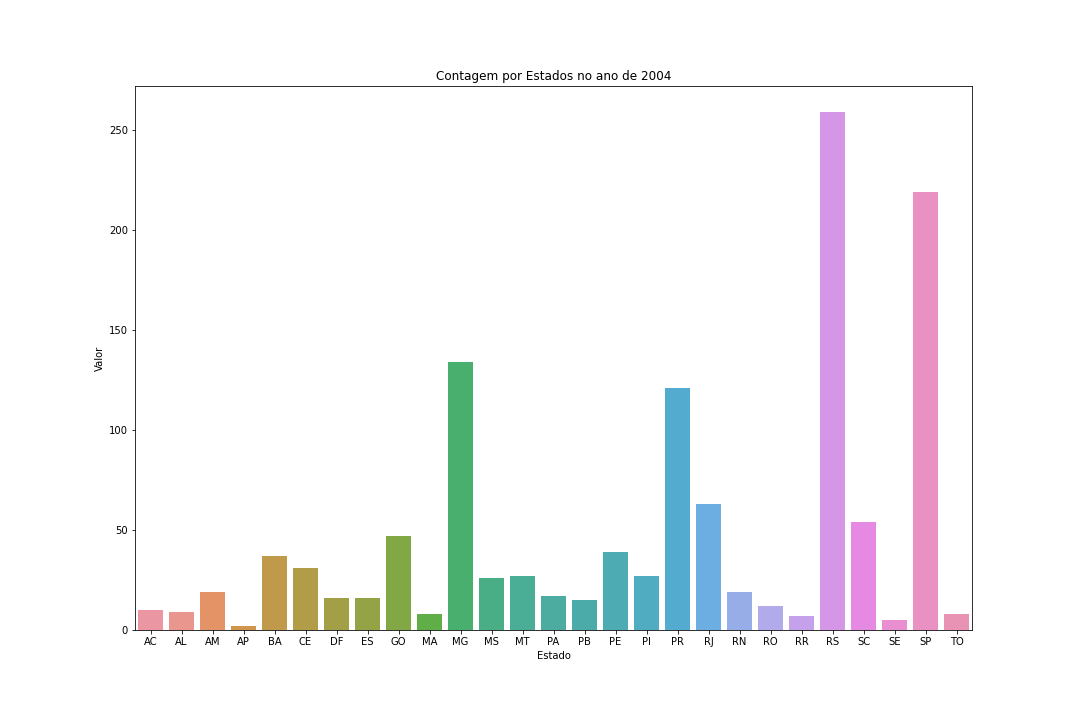 Contagem por Estados no ano de 2004
250
200
150
100
50
0
Valor
AC AL AM AP BA CE DF ES GO MA MG MS MT PA PB PE PI PR RJ RN RO RR RS SC SE SP TO
Estado